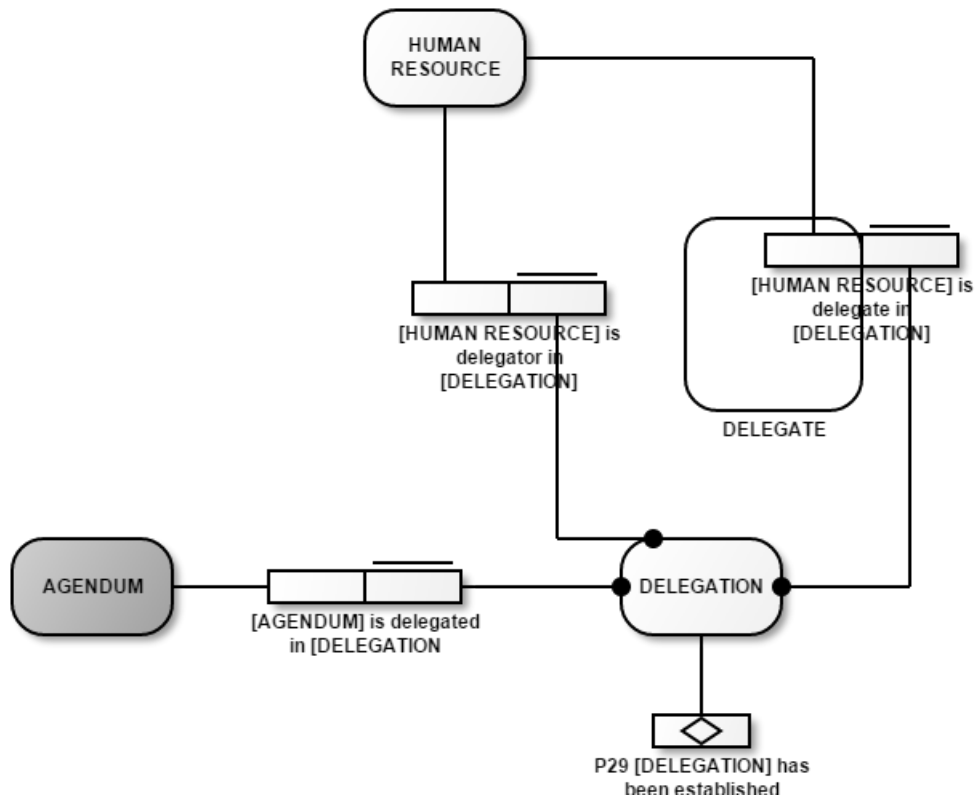 HUMAN
RESOURCE
[HUMAN RESOURCE] is
delegate in
[DELEGATION]
[HUMAN RESOURCE] is
delegator in
[DELEGATION]
DELEGATE
AGENDUM
DELEGATION
[AGENDUM] is delegated
in [DELEGATION
P29 [DELEGATION] has
been established